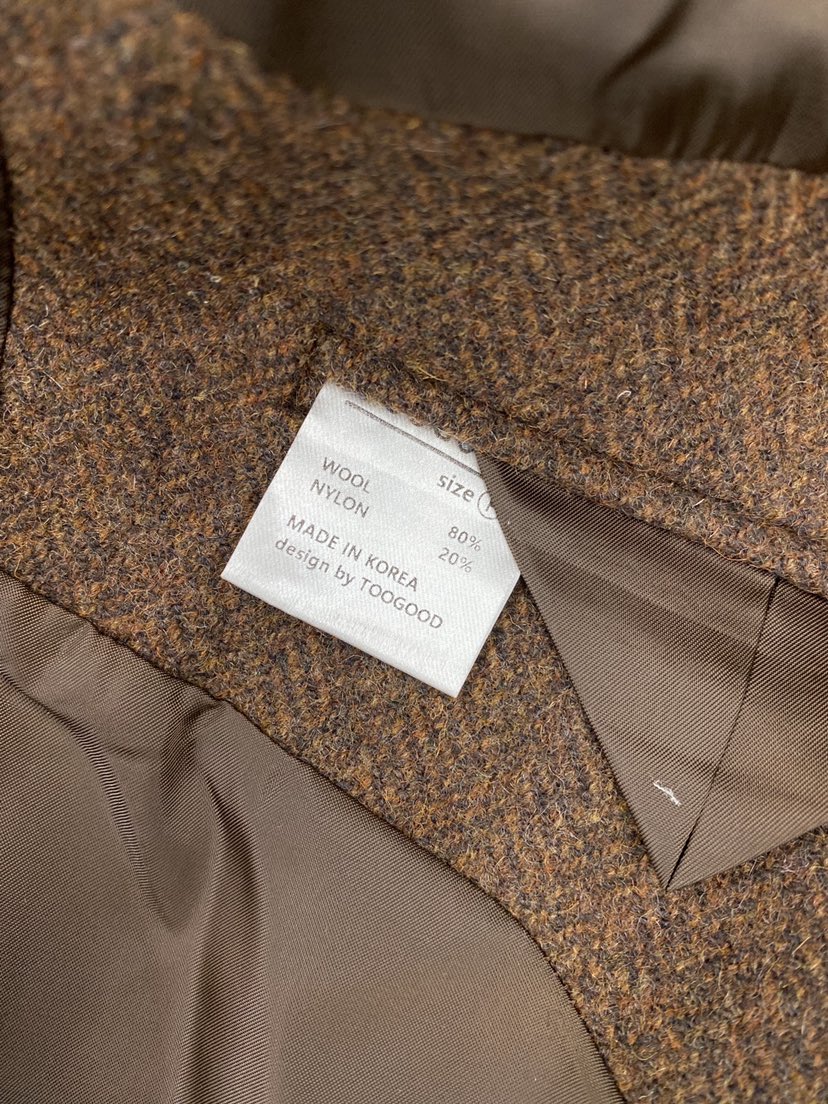 size
WOOL 80%
NYLON 20%
MADE IN KOREA
design by TOOGOOD